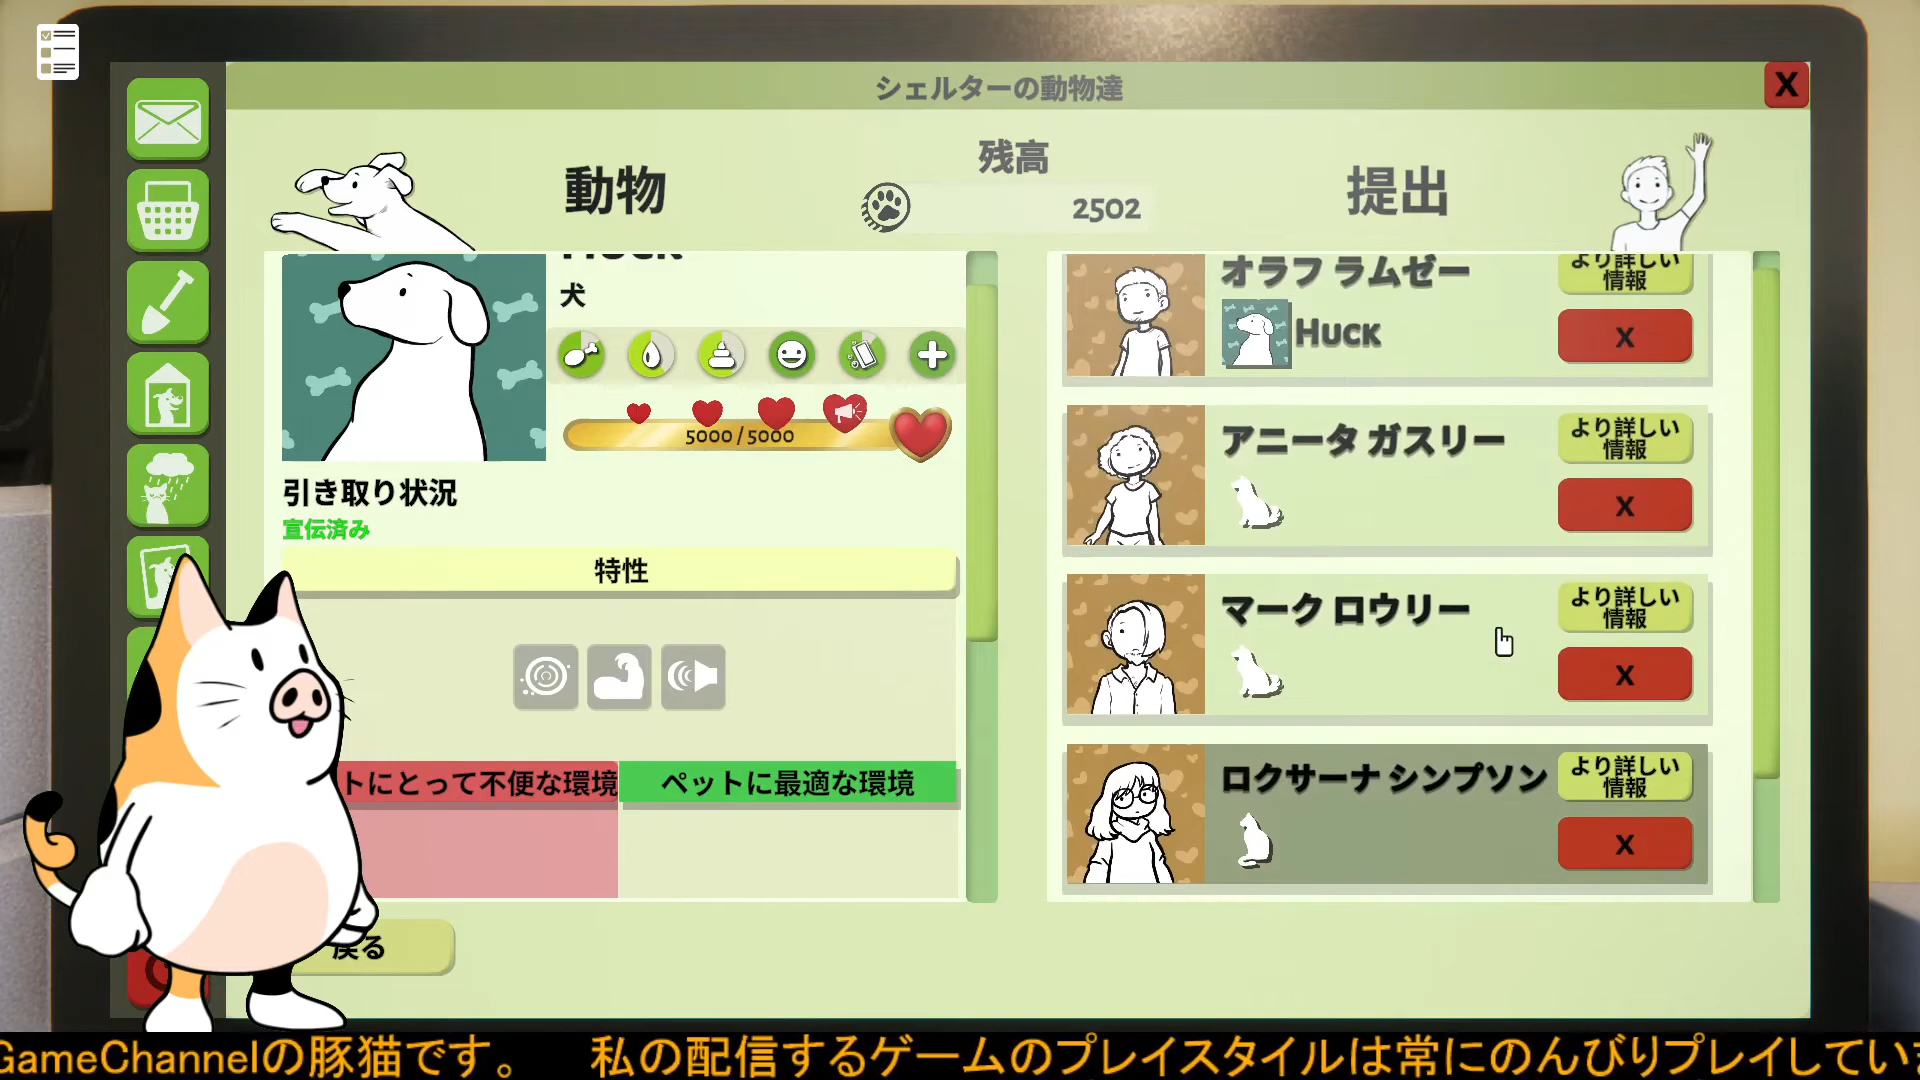 シェルターの動物達
X
動物
残高
2502
提出
Huck
犬
5000/5000
引き取り状況
宣伝済み
特性
トにとって不便な環境
ペットに最適な環境
戻る
オラフ ラムゼー
より詳しい
情報
Huck
X
アニータ ガスリー
より詳しい
情報
X
マーク ロウリー
より詳しい
情報
X
ロクサーナ シンプソン
より詳しい
情報
X
GameChannelの豚猫です。 私の配信するゲームのプレイスタイルは常にのんびりプレイしていま